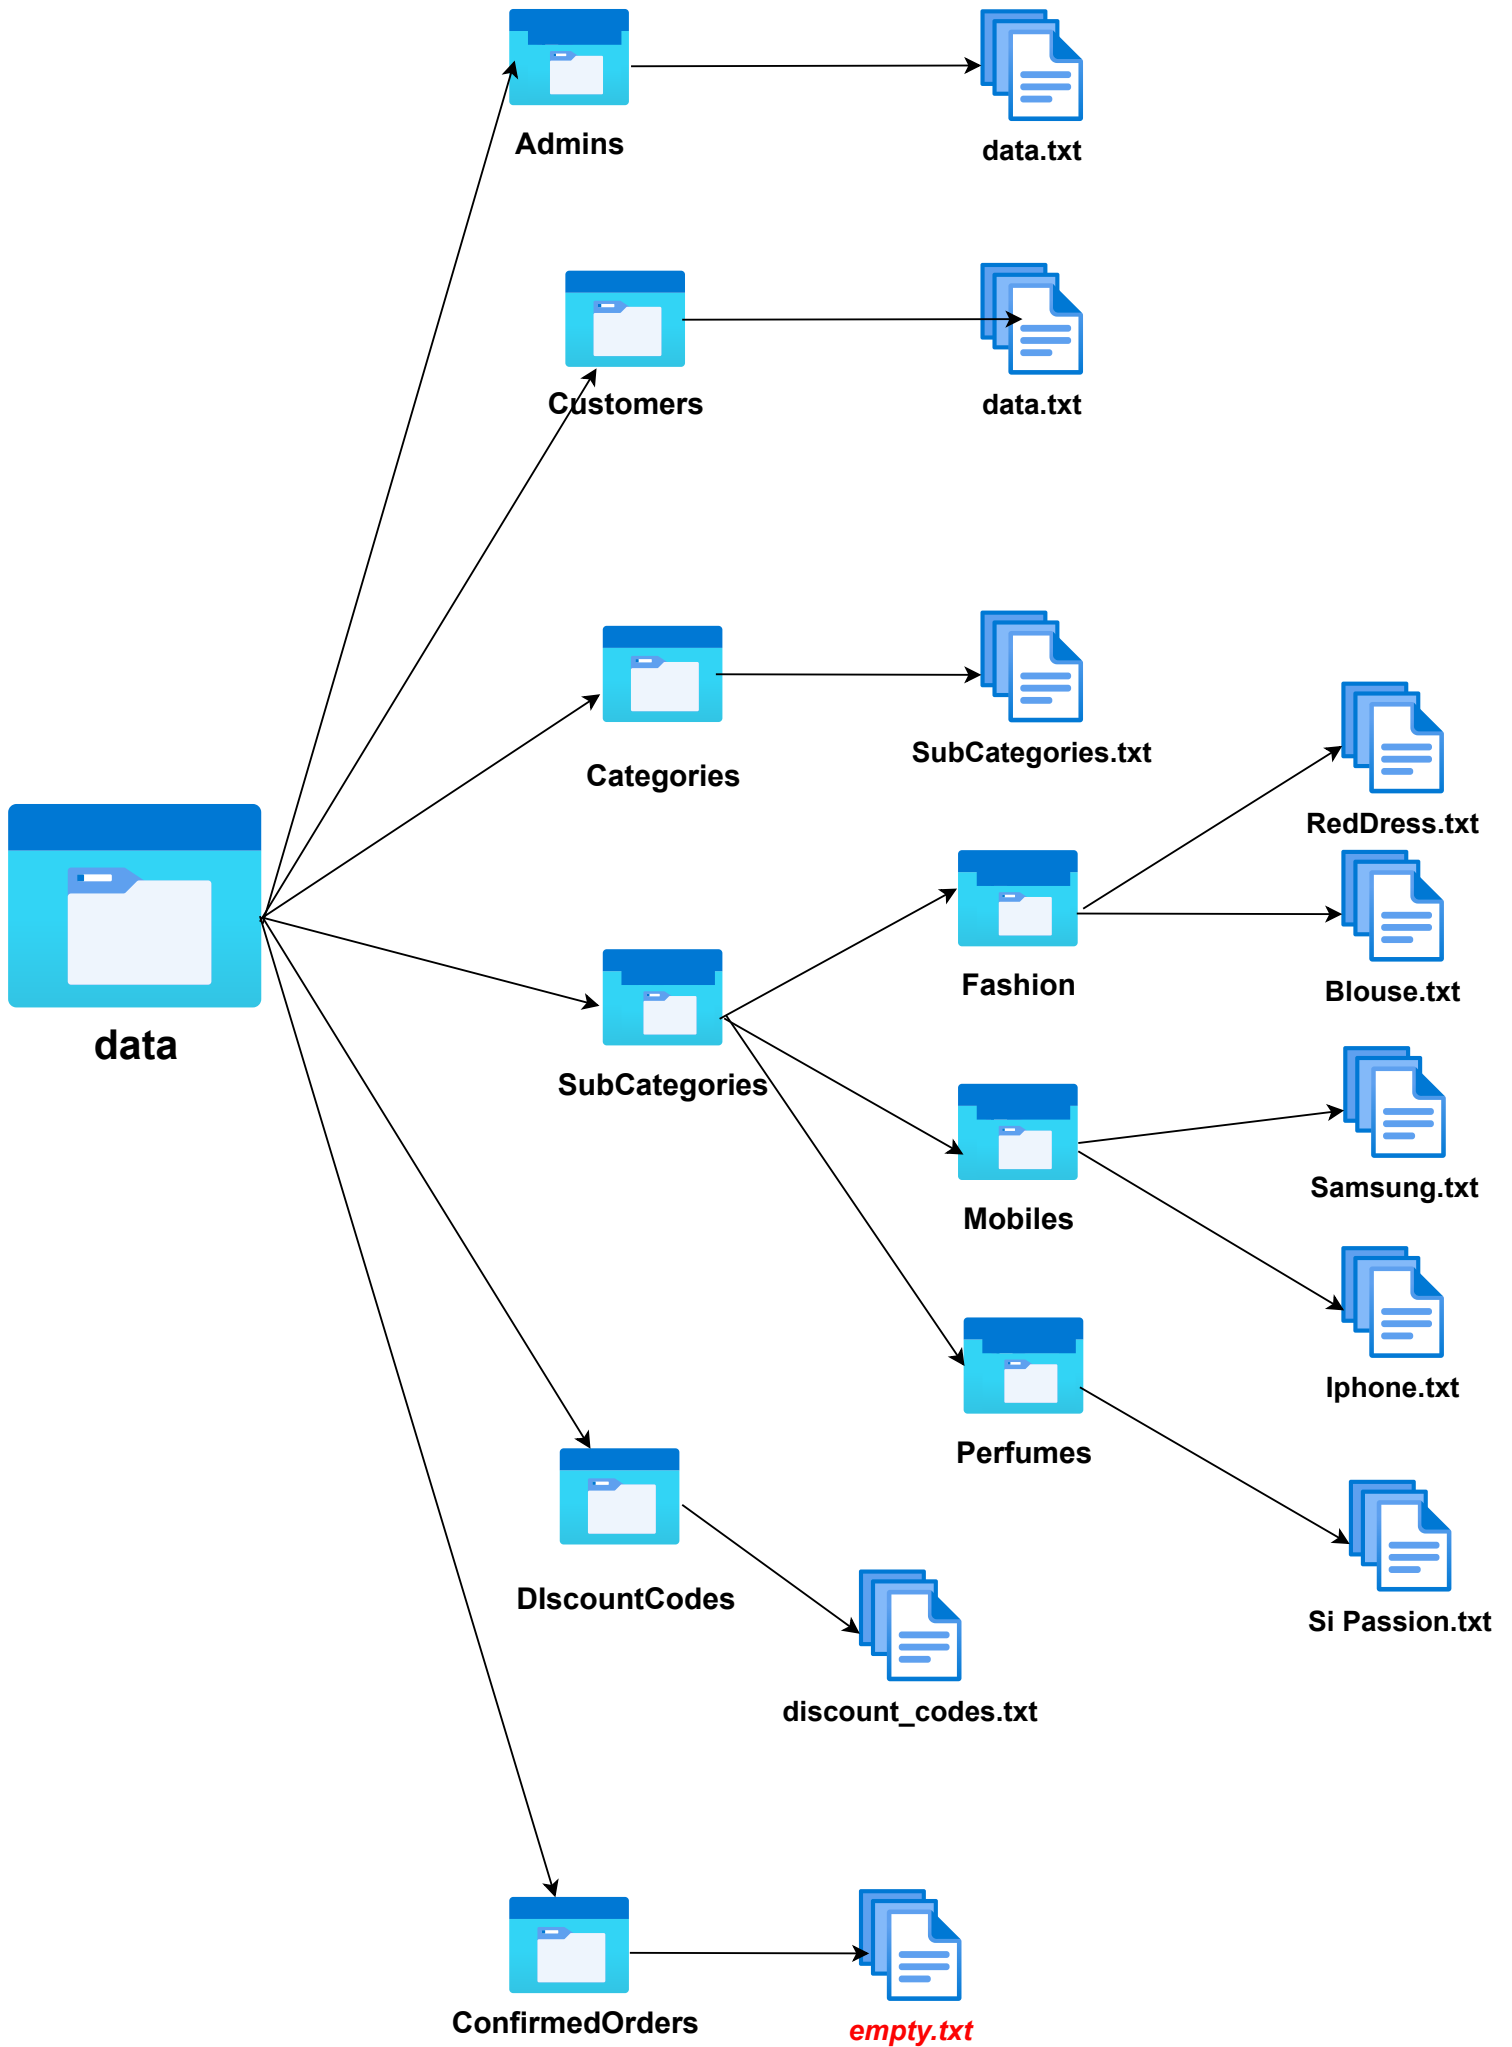 Admins
data.txt
Customers
data.txt
Categories
SubCategories.txt
RedDress.txt
Fashion
Blouse.txt
data
SubCategories
Mobiles
Samsung.txt
Iphone.txt
Perfumes
DIscountCodes
Si Passion.txt
discount_codes.txt
ConfirmedOrders
empty.txt